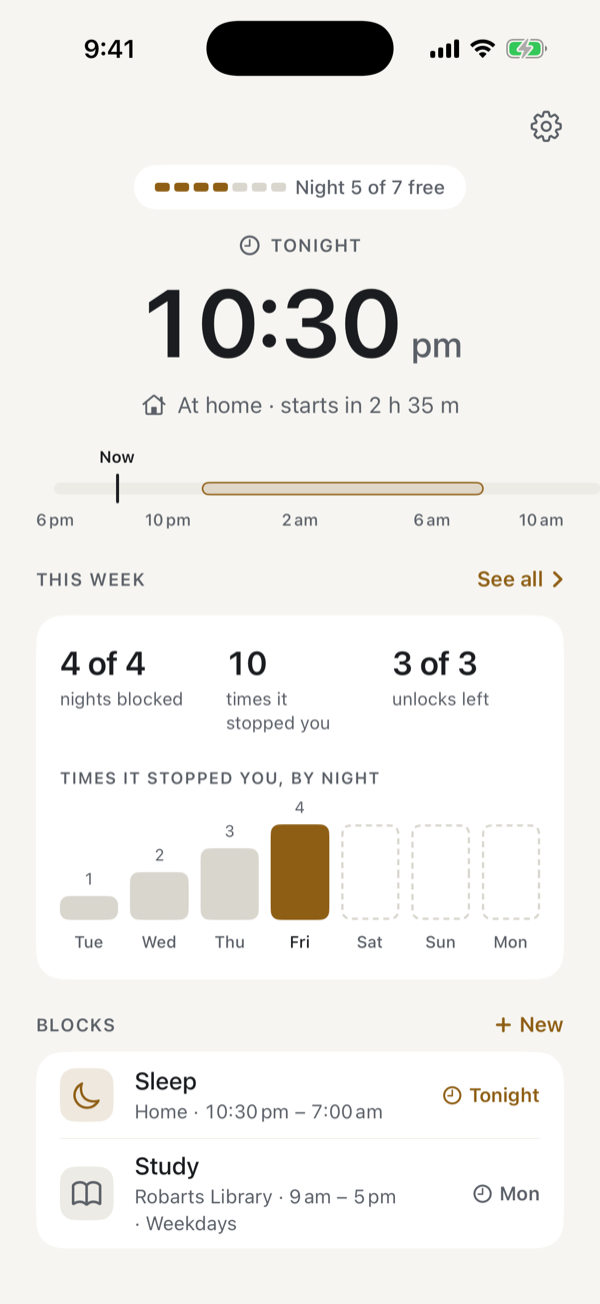 9:41
Night 5 of 7 free
TONIGHT
10:30 pm
At home · starts in 2 h 35 m
Now
6 pm 10 pm 2 am 6 am 10 am
THIS WEEK See all
4 of 4 10 3 of 3
nights blocked times it unlocks left
stopped you
TIMES IT STOPPED YOU, BY NIGHT
1 2 3 4
Tue Wed Thu Fri Sat Sun Mon
BLOCKS + New
Sleep
Home · 10:30 pm – 7:00 am Tonight
Study
Robarts Library · 9 am – 5 pm Mon
· Weekdays